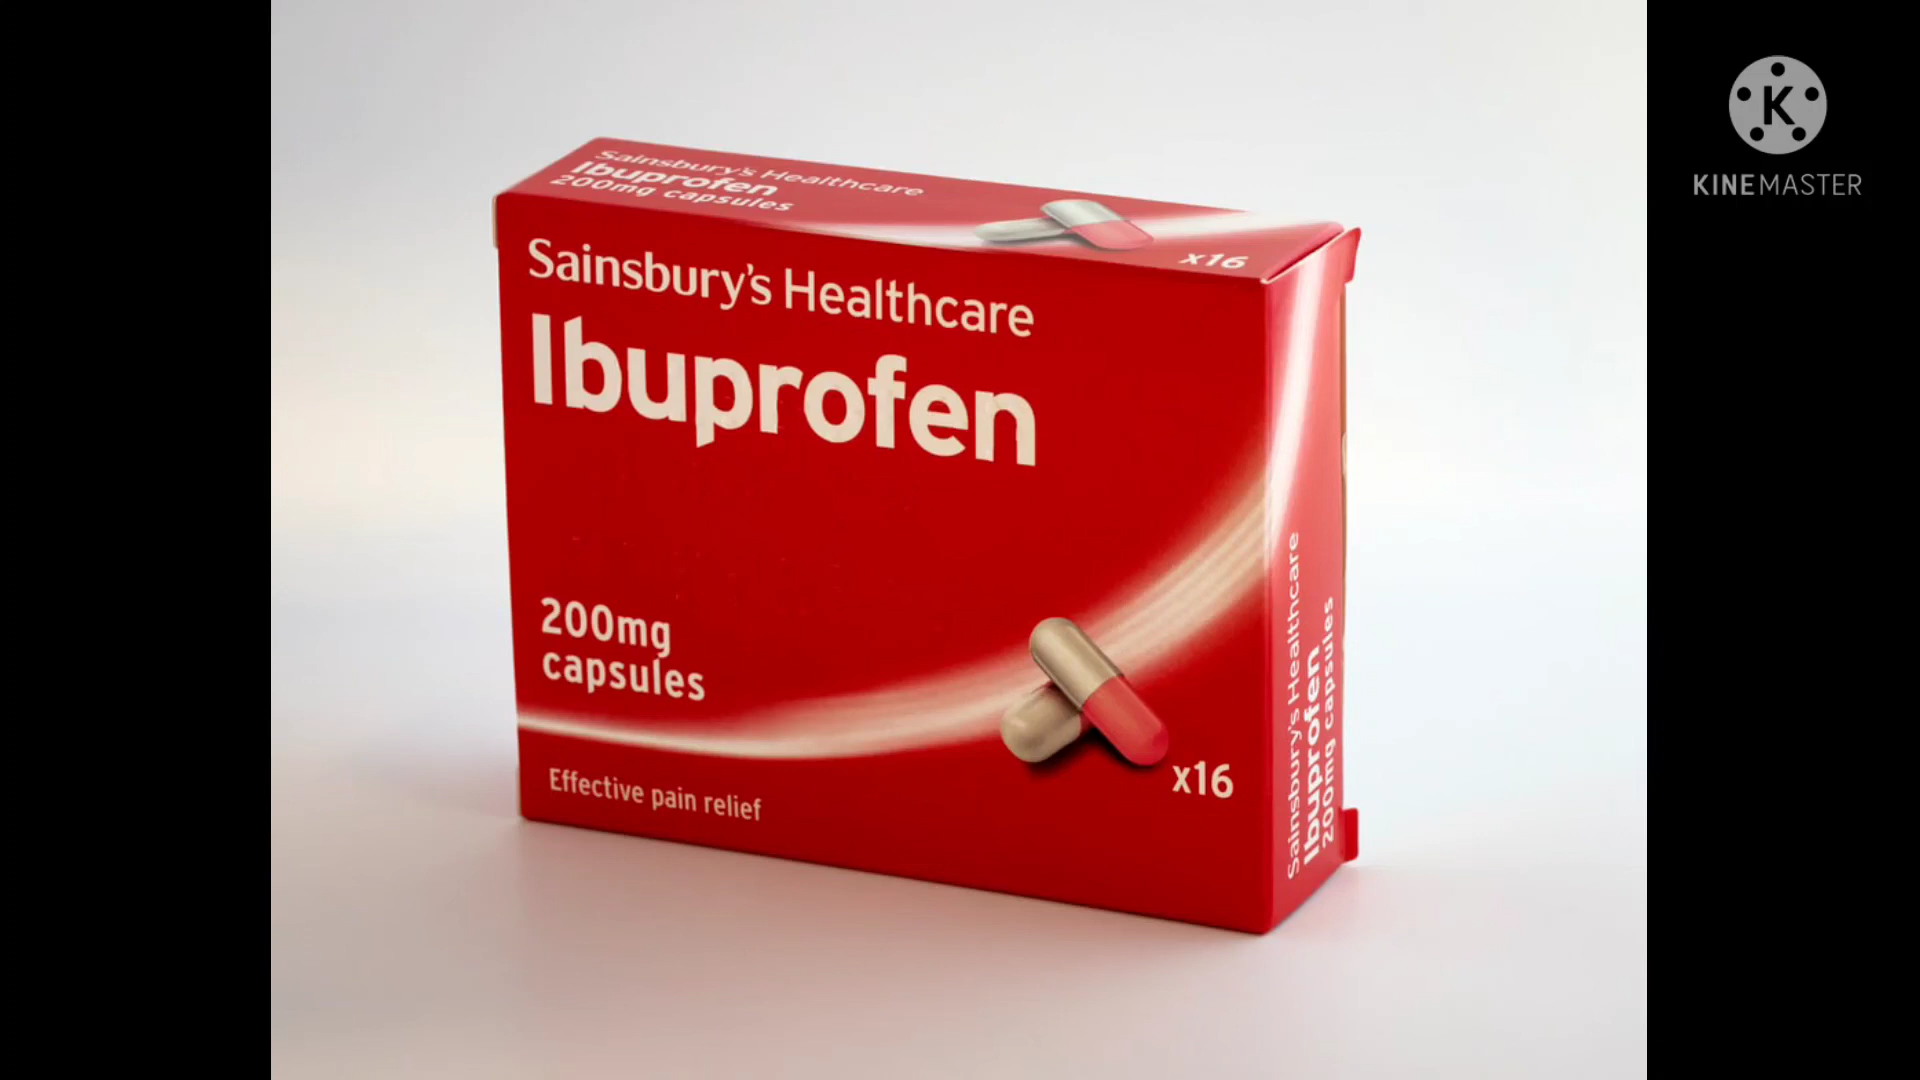 Sainsbury's Healthcare
Ibuprofen
200mg capsules
x16
Sainsbury's Healthcare
Ibuprofen
200mg
capsules
Effective pain relief
x16
Sainsbury's Healthcare
Ibuprofen
200mg capsules
K
KINEMASTER